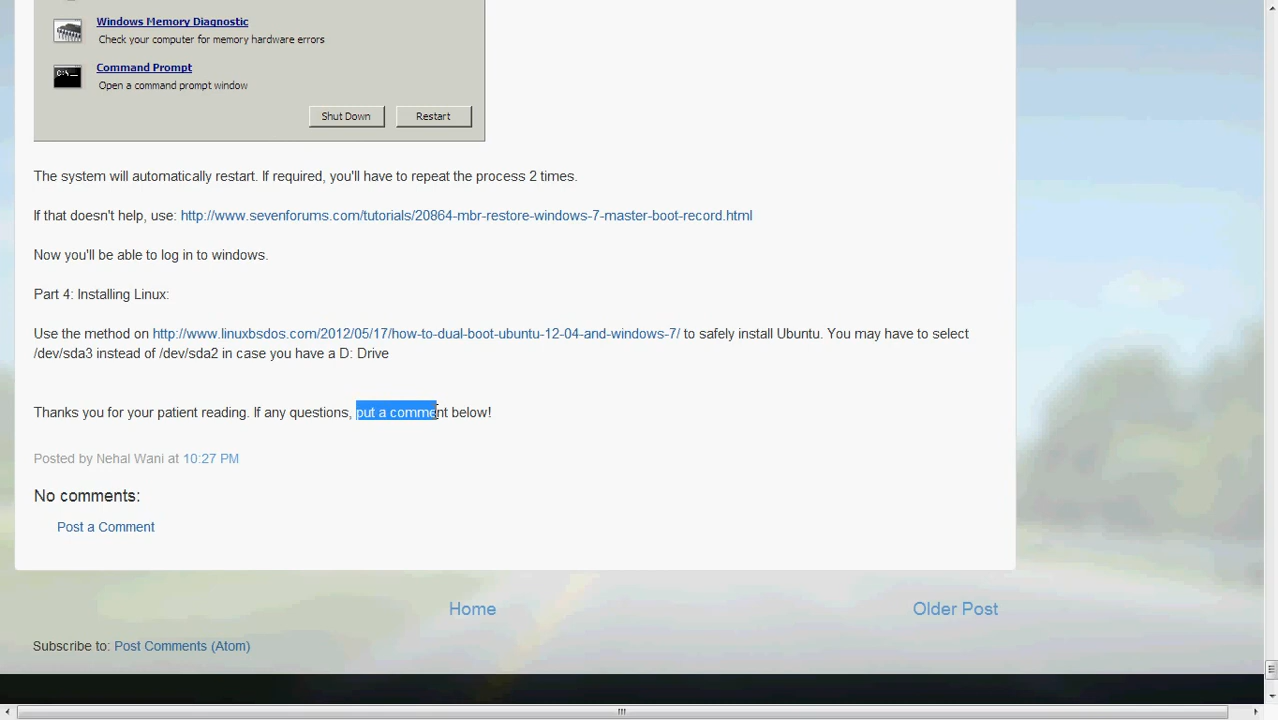 Windows Memory Diagnostic
Check your computer for memory hardware errors
C:\
Command Prompt
Open a command prompt window
Shut Down Restart
The system will automatically restart. If required, you'll have to repeat the process 2 times.
If that doesn't help, use: http://www.sevenforums.com/tutorials/20864-mbr-restore-windows-7-master-boot-record.html
Now you'll be able to log in to windows.
Part 4: Installing Linux:
Use the method on http://www.linuxbsdos.com/2012/05/17/how-to-dual-boot-ubuntu-12-04-and-windows-7/ to safely install Ubuntu. You may have to select
/dev/sda3 instead of /dev/sda2 in case you have a D: Drive
Thanks you for your patient reading. If any questions, put a comment below!
Posted by Nehal Wani at 10:27 PM
No comments:
Post a Comment
Home Older Post
Subscribe to: Post Comments (Atom)